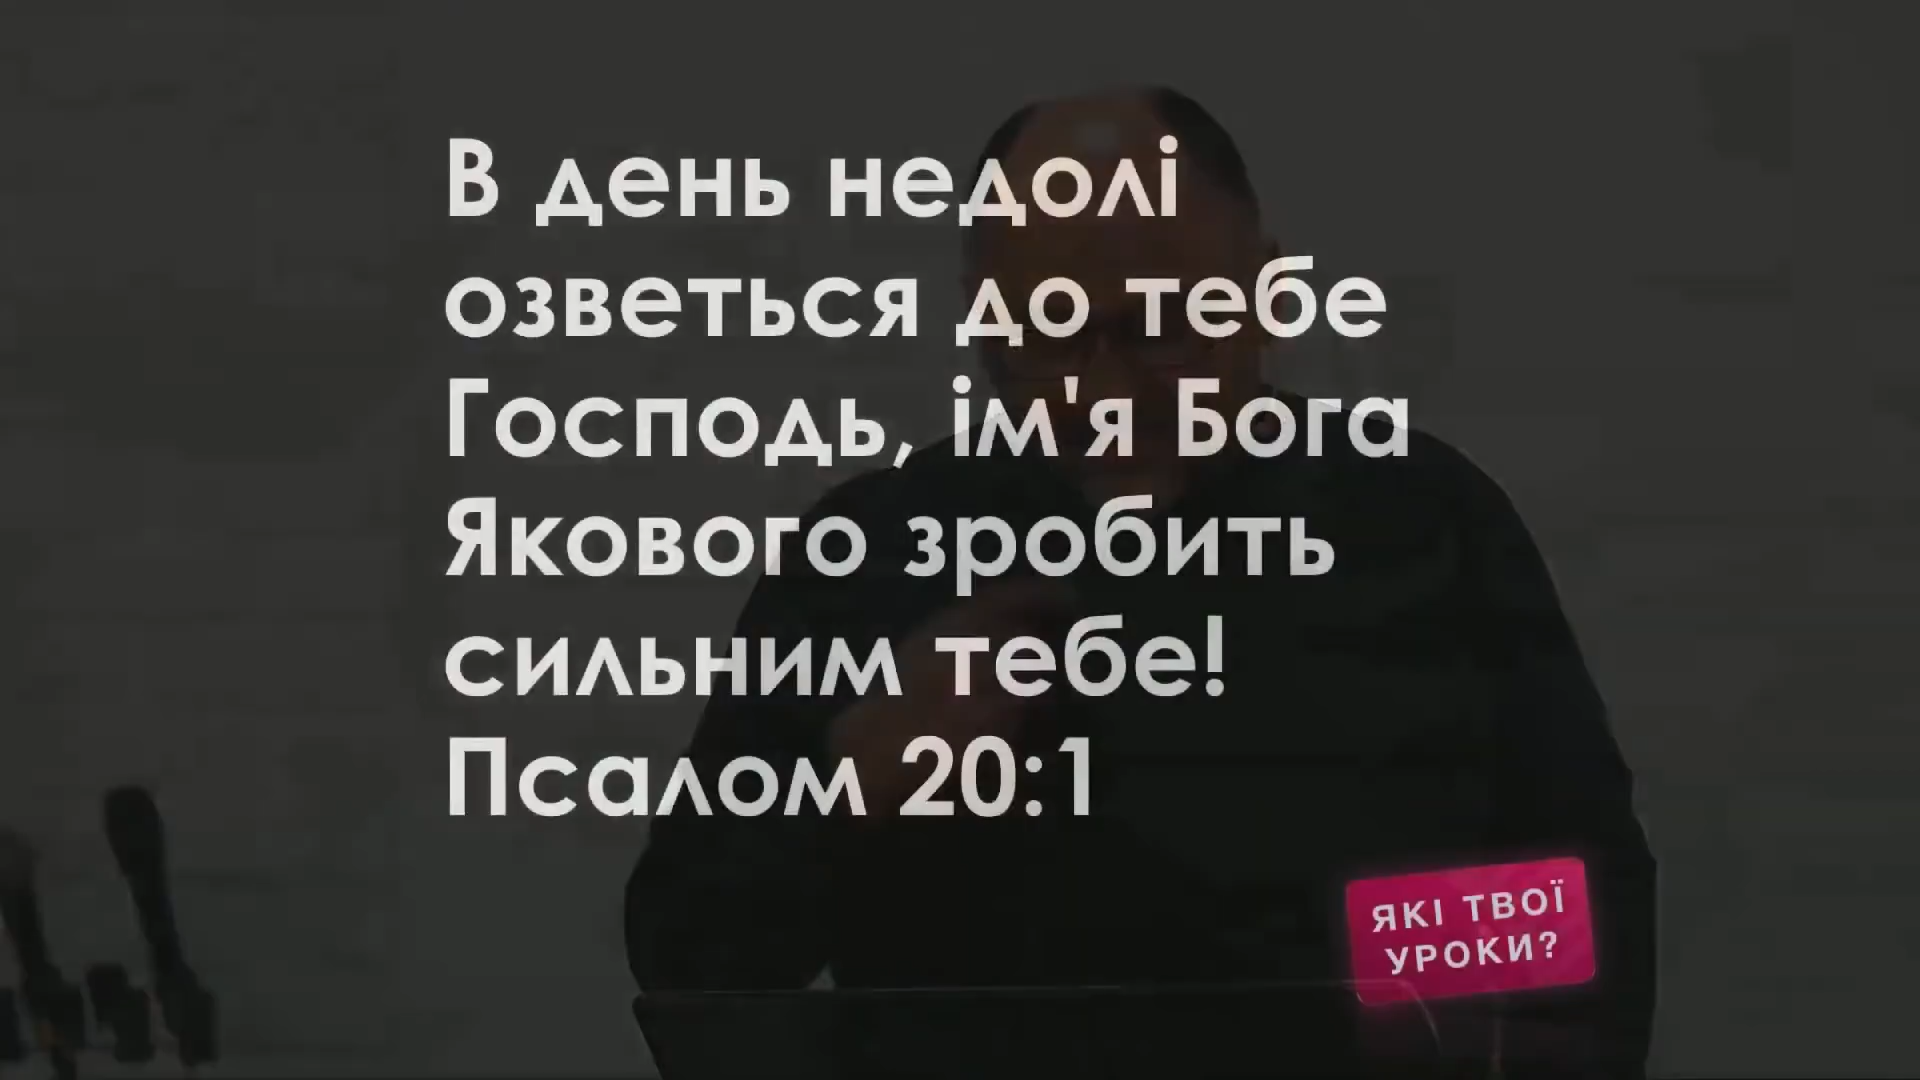 В день недолі
озветься до тебе
Господь, ім'я Бога
Якового зробить
сильним тебе!
Псалом 20:1
ЯКІ ТВОЇ
УРОКИ?